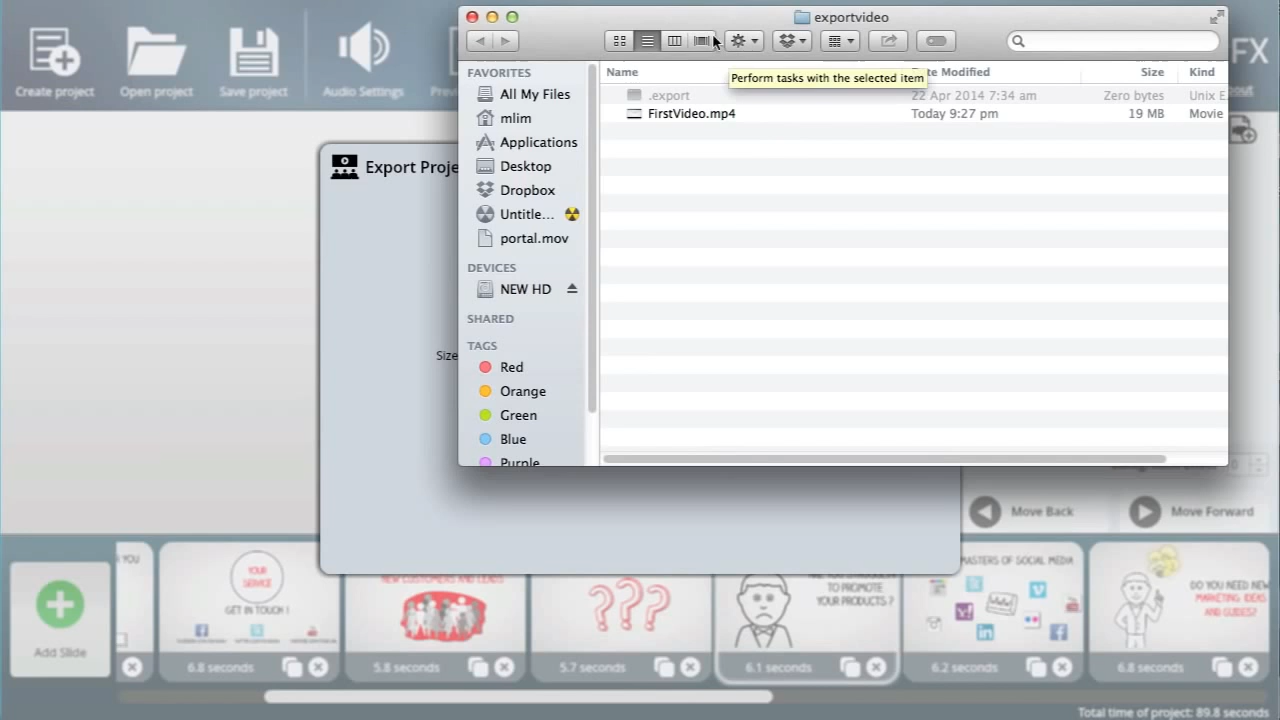 exportvideo
Create project
Open project
Save project
Audio Settings
FX
FAVORITES
All My Files
mlim
Applications
Desktop
Dropbox
Untitle...
portal.mov
DEVICES
NEW HD
SHARED
TAGS
Red
Orange
Green
Blue
Purple
Name
Perform tasks with the selected item
Date Modified
Size
Kind
.export
22 Apr 2014 7:34 am
Zero bytes
Unix E
FirstVideo.mp4
Today 9:27 pm
19 MB
Movie
Export Proje
Size
Move Back
Move Forward
Add Slide
YOU
YOUR
SERVICE
GET IN TOUCH !
6.8 seconds
NEW CUSTOMERS AND LEADS
5.8 seconds
???
5.7 seconds
ARE YOU STRUGGLING
TO PROMOTE
YOUR PRODUCTS ?
6.1 seconds
MASTERS OF SOCIAL MEDIA
6.2 seconds
DO YOU NEED NEW
MARKETING IDEAS
AND GUIDES?
6.8 seconds
Total time of project: 89.8 seconds